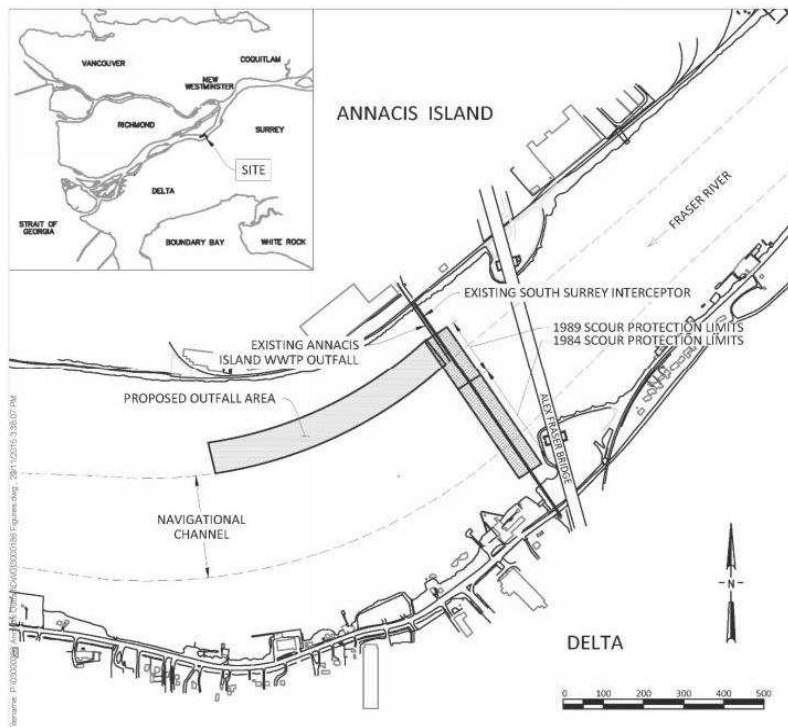 VANCOUVER
COQUITLAM
NEW
WESTMINSTER
RICHMOND
SURREY
SITE
DELTA
STRAIT OF
GEORGIA
BOUNDARY BAY
WHITE ROCK
ANNACIS ISLAND
FRASER RIVER
EXISTING SOUTH SURREY INTERCEPTOR
EXISTING ANNACIS
ISLAND WWTP OUTFALL
1989 SCOUR PROTECTION LIMITS
1984 SCOUR PROTECTION LIMITS
PROPOSED OUTFALL AREA
ALEX FRASER BRIDGE
NAVIGATIONAL
CHANNEL
N
DELTA
0 100 200 300 400 500